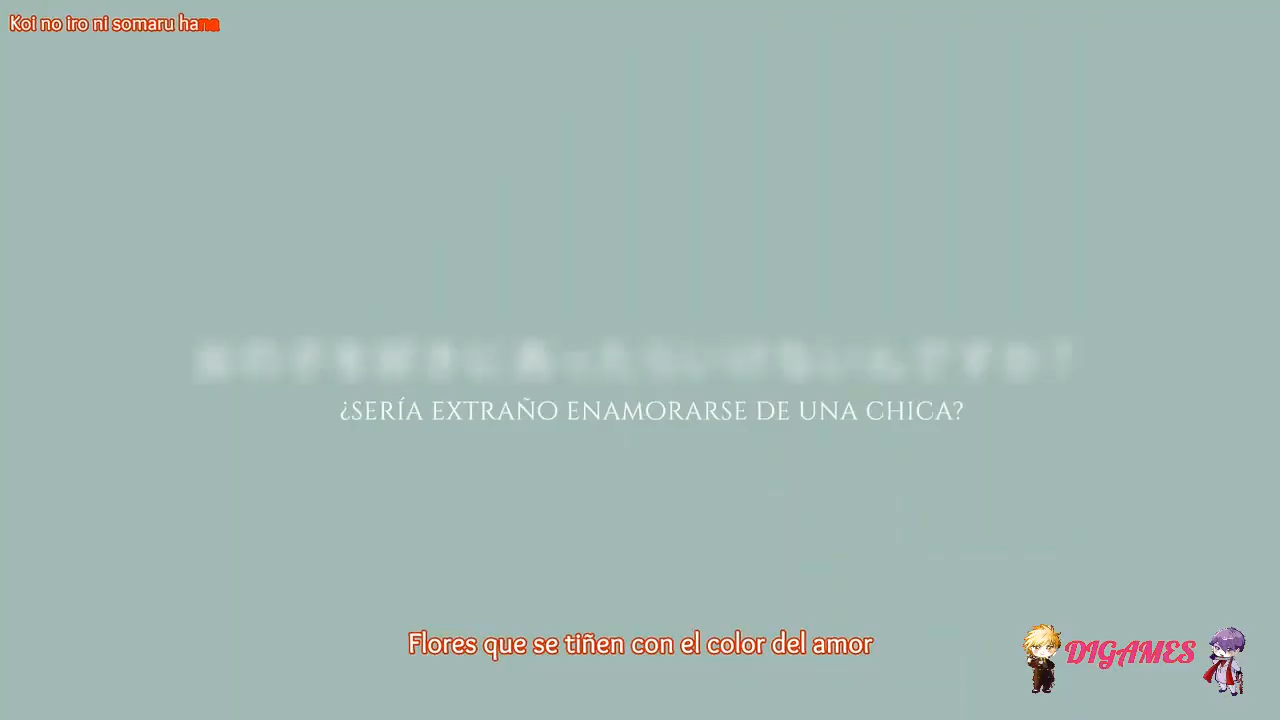 Koi no iro ni somaru hana
¿SERÍA EXTRAÑO ENAMORARSE DE UNA CHICA?
Flores que se tiñen con el color del amor
DIGAMES